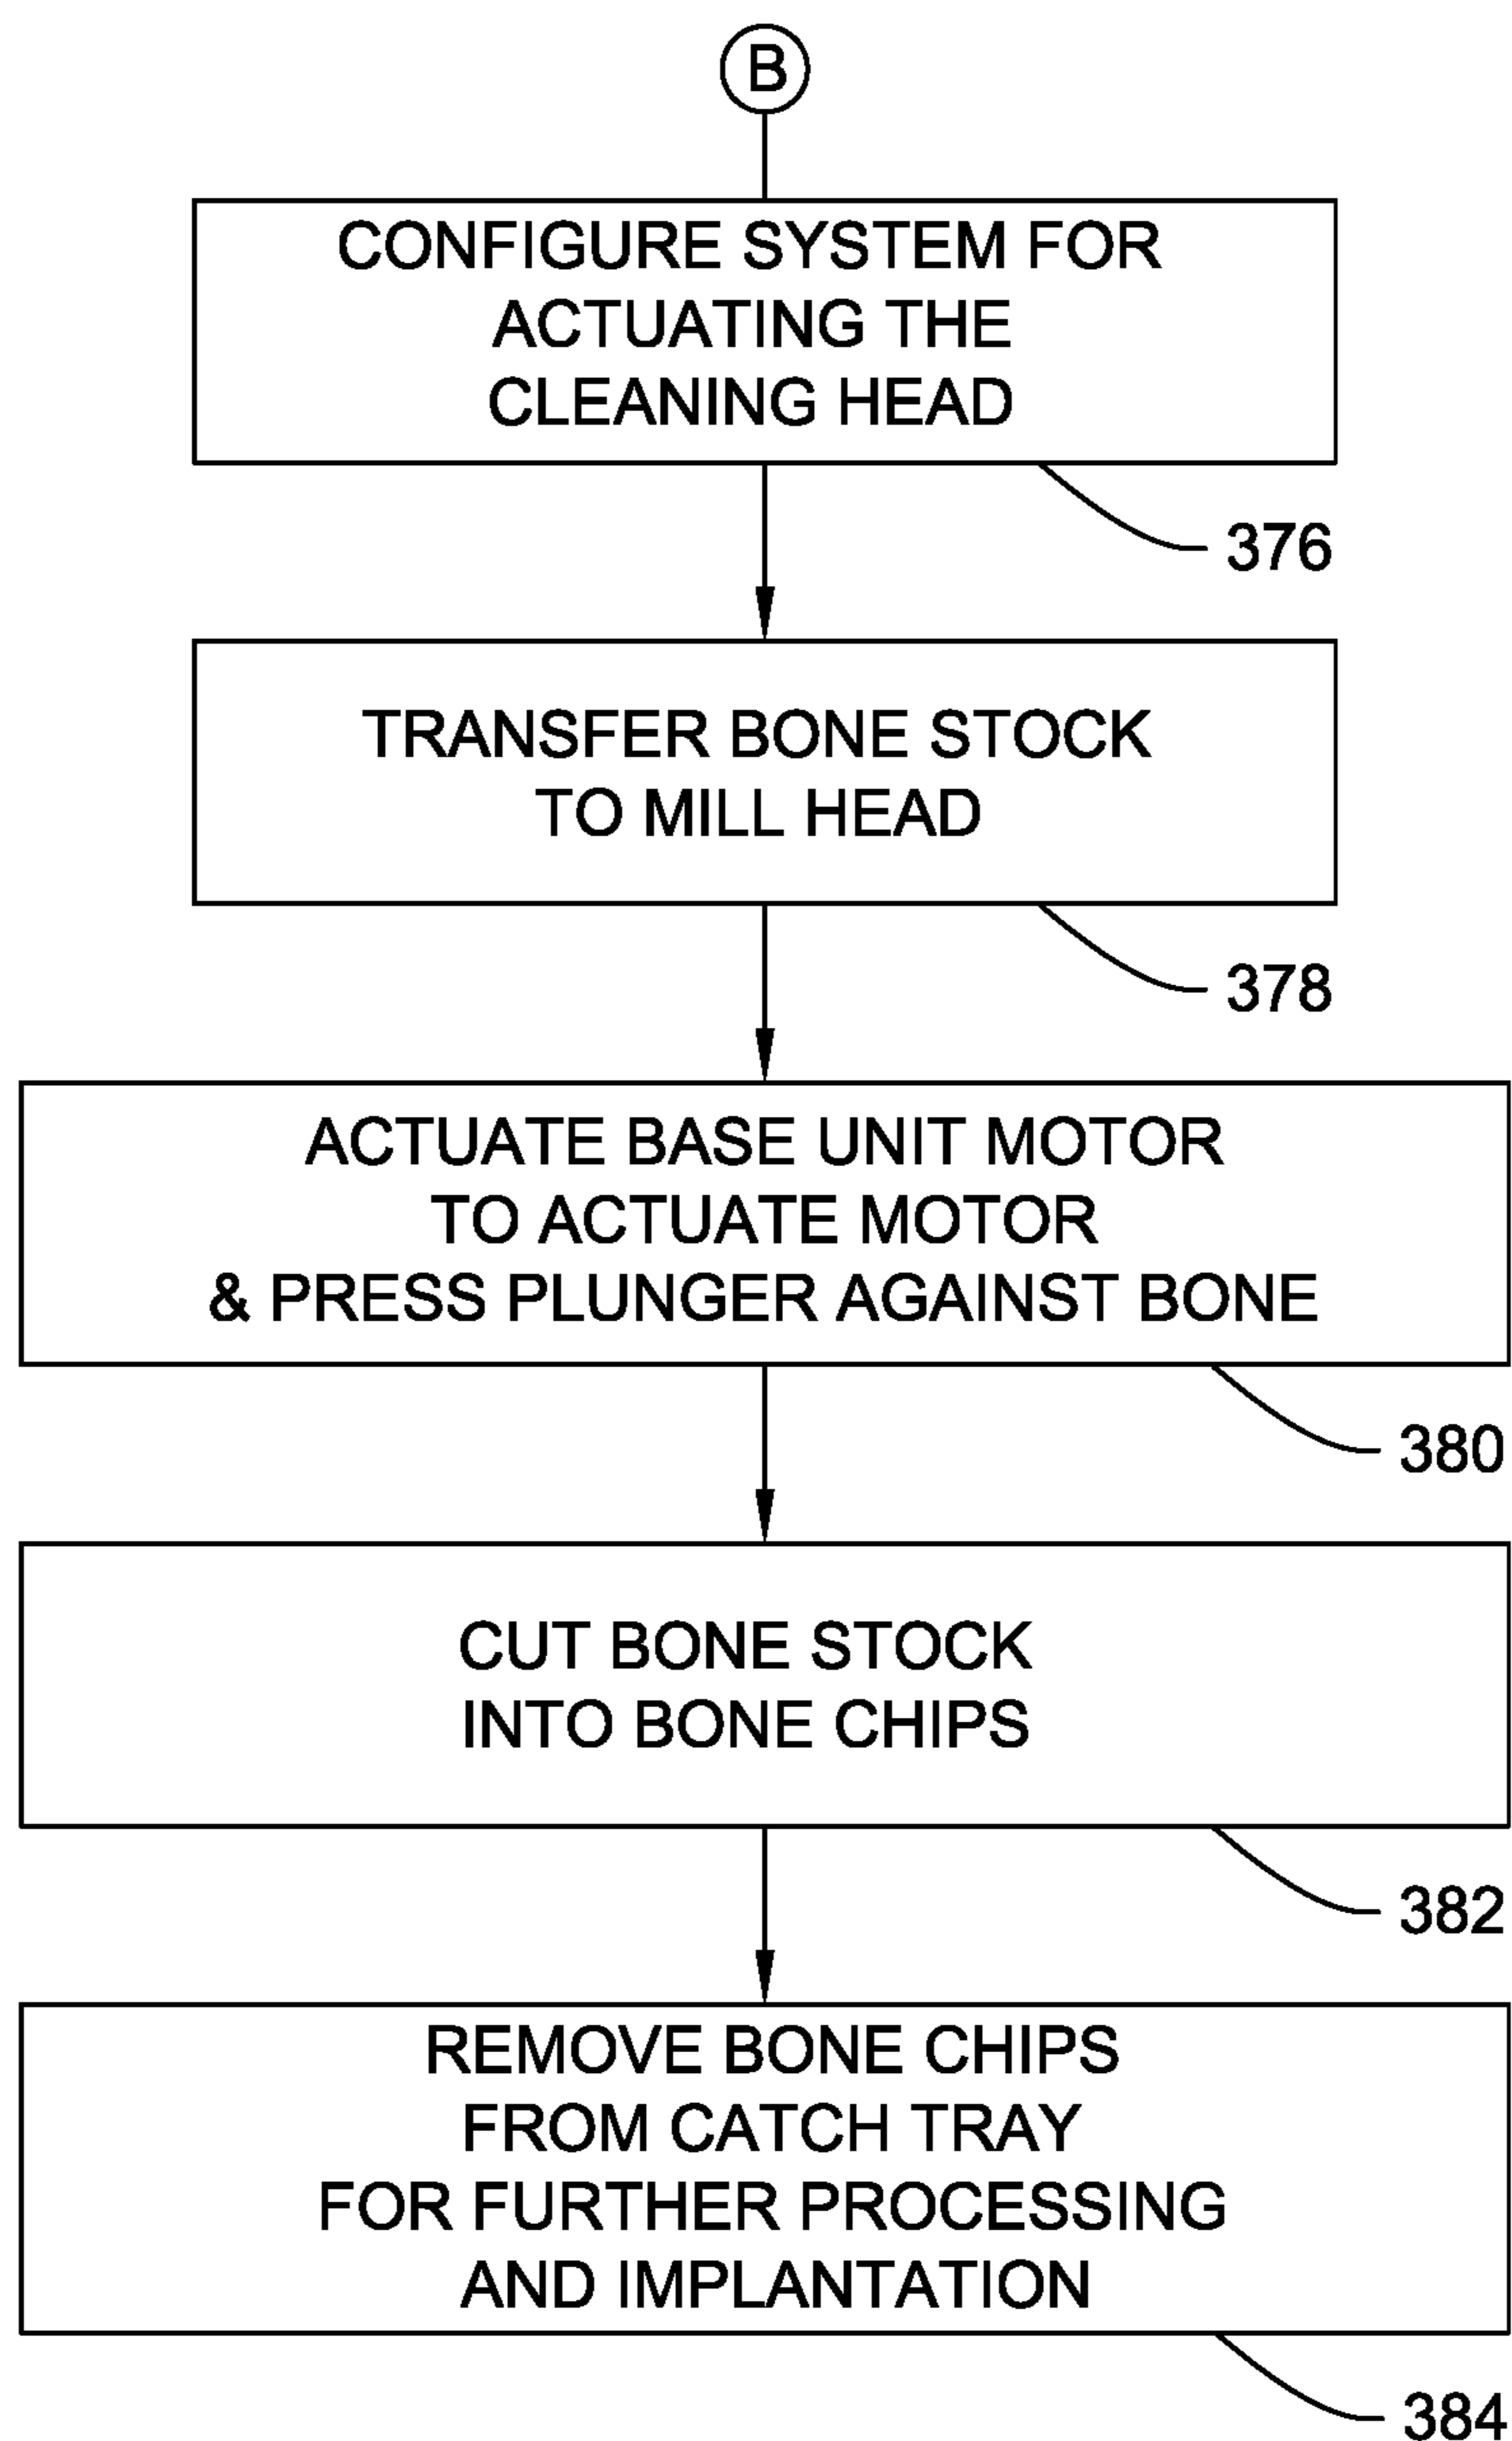 B
CONFIGURE SYSTEM FOR
ACTUATING THE
CLEANING HEAD
376
TRANSFER BONE STOCK
TO MILL HEAD
378
ACTUATE BASE UNIT MOTOR
TO ACTUATE MOTOR
& PRESS PLUNGER AGAINST BONE
380
CUT BONE STOCK
INTO BONE CHIPS
382
REMOVE BONE CHIPS
FROM CATCH TRAY
FOR FURTHER PROCESSING
AND IMPLANTATION
384